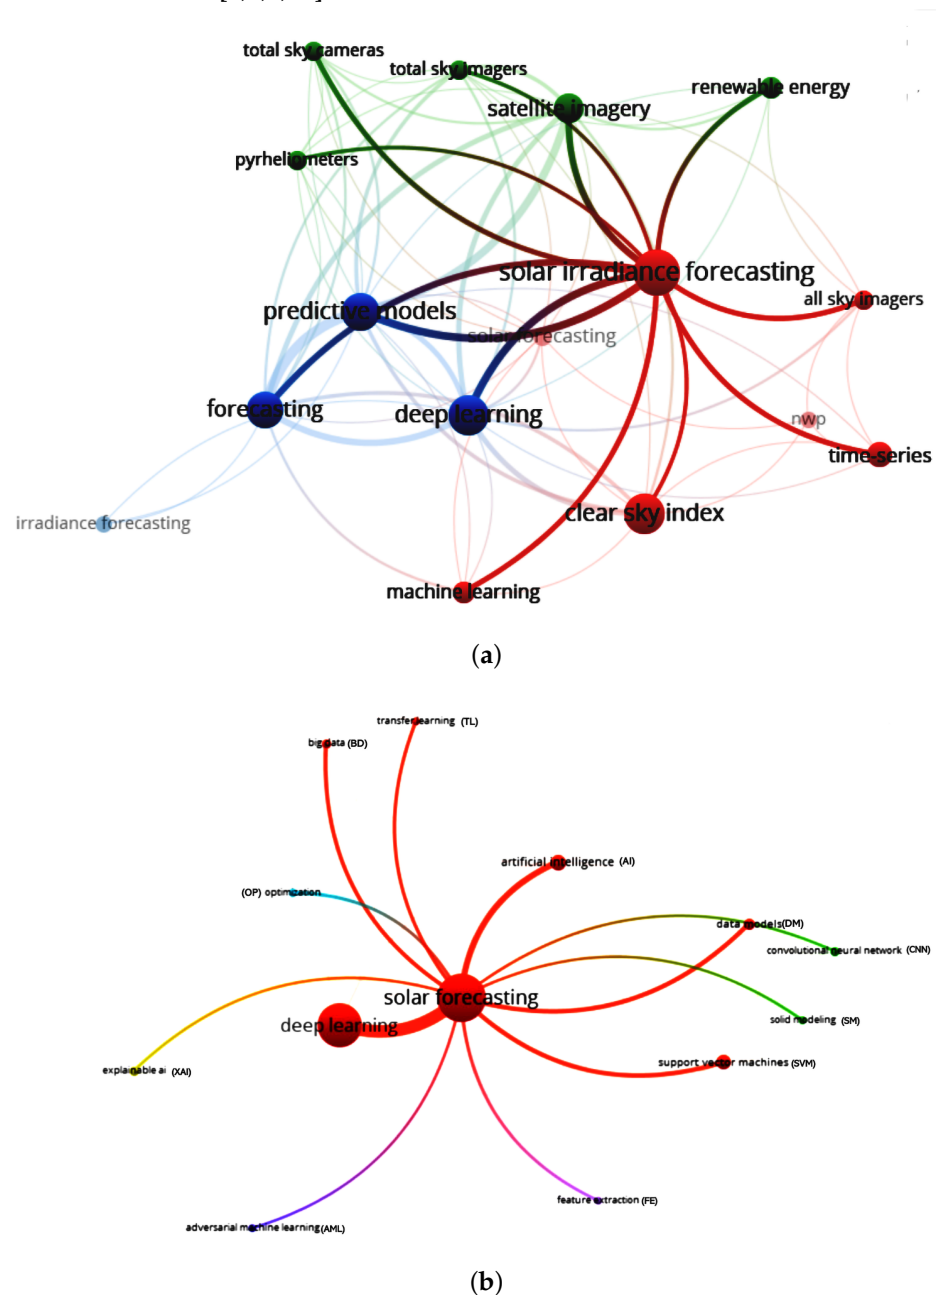 total sky cameras
total sky imagers
renewable energy
satellite imagery
pyrheliometers
solar irradiance forecasting
all sky imagers
predictive models
solar forecasting
forecasting
deep learning
nwp
time-series
clear sky index
irradiance forecasting
machine learning
(a)
transfer learning (TL)
big data (BD)
artificial intelligence (AI)
(OP) optimization
data models(DM)
convolutional neural network (CNN)
solar forecasting
solid modeling (SM)
deep learning
support vector machines (SVM)
explainable ai (XAI)
feature extraction (FE)
adversarial machine learning(AML)
(b)